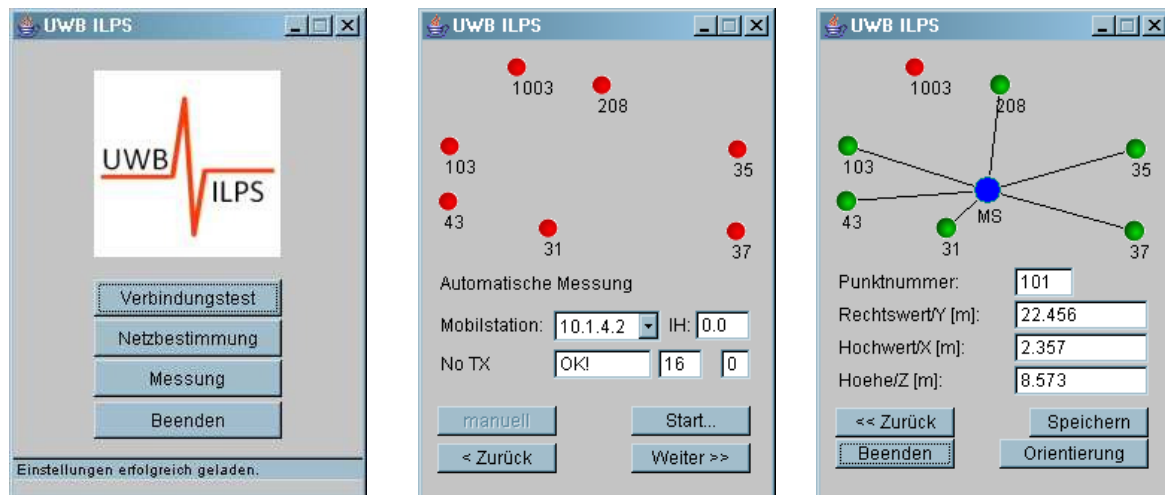 UWB ILPS
UWB
ILPS
Verbindungstest
Netzbestimmung
Messung
Beenden
Einstellungen erfolgreich geladen.
UWB ILPS
1003
208
103
35
43
31
37
Automatische Messung
Mobilstation: 10.1.4.2 IH: 0.0
No TX OK! 16 0
manuell Start...
< Zurück Weiter >>
UWB ILPS
1003
208
103
35
43
MS
31
37
Punktnummer: 101
Rechtswert/Y [m]: 22.456
Hochwert/X [m]: 2.357
Hoehe/Z [m]: 8.573
<< Zurück Speichern
Beenden Orientierung